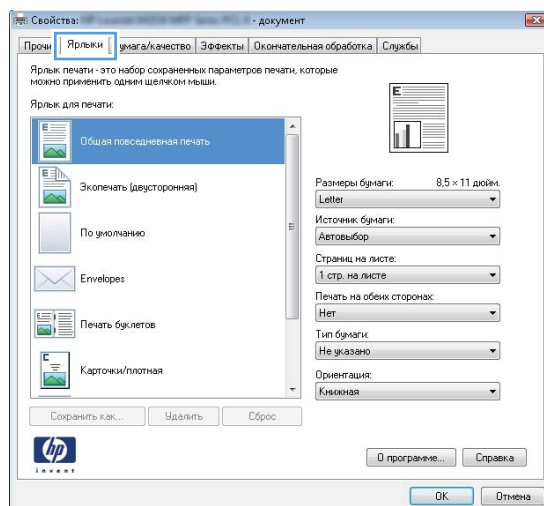 Свойства: - документ
Прочи Ярлыки умага/качество Эффекты Окончательная обработка Службы
Ярлык печати - это набор сохраненных параметров печати, которые
можно применить одним щелчком мыши.
Ярлык для печати:
Общая повседневная печать
Экопечать (двусторонняя)
По умолчанию
Envelopes
Печать буклетов
Карточки/плотная
E
Размеры бумаги: 8,5 × 11 дюйм.
Letter
Источник бумаги:
Автовыбор
Страниц на листе:
1 стр. на листе
Печать на обеих сторонах:
Нет
Тип бумаги:
Не указано
Ориентация:
Книжная
Сохранить как... Удалить Сброс
hp
invent
О программе... Справка
OK Отмена